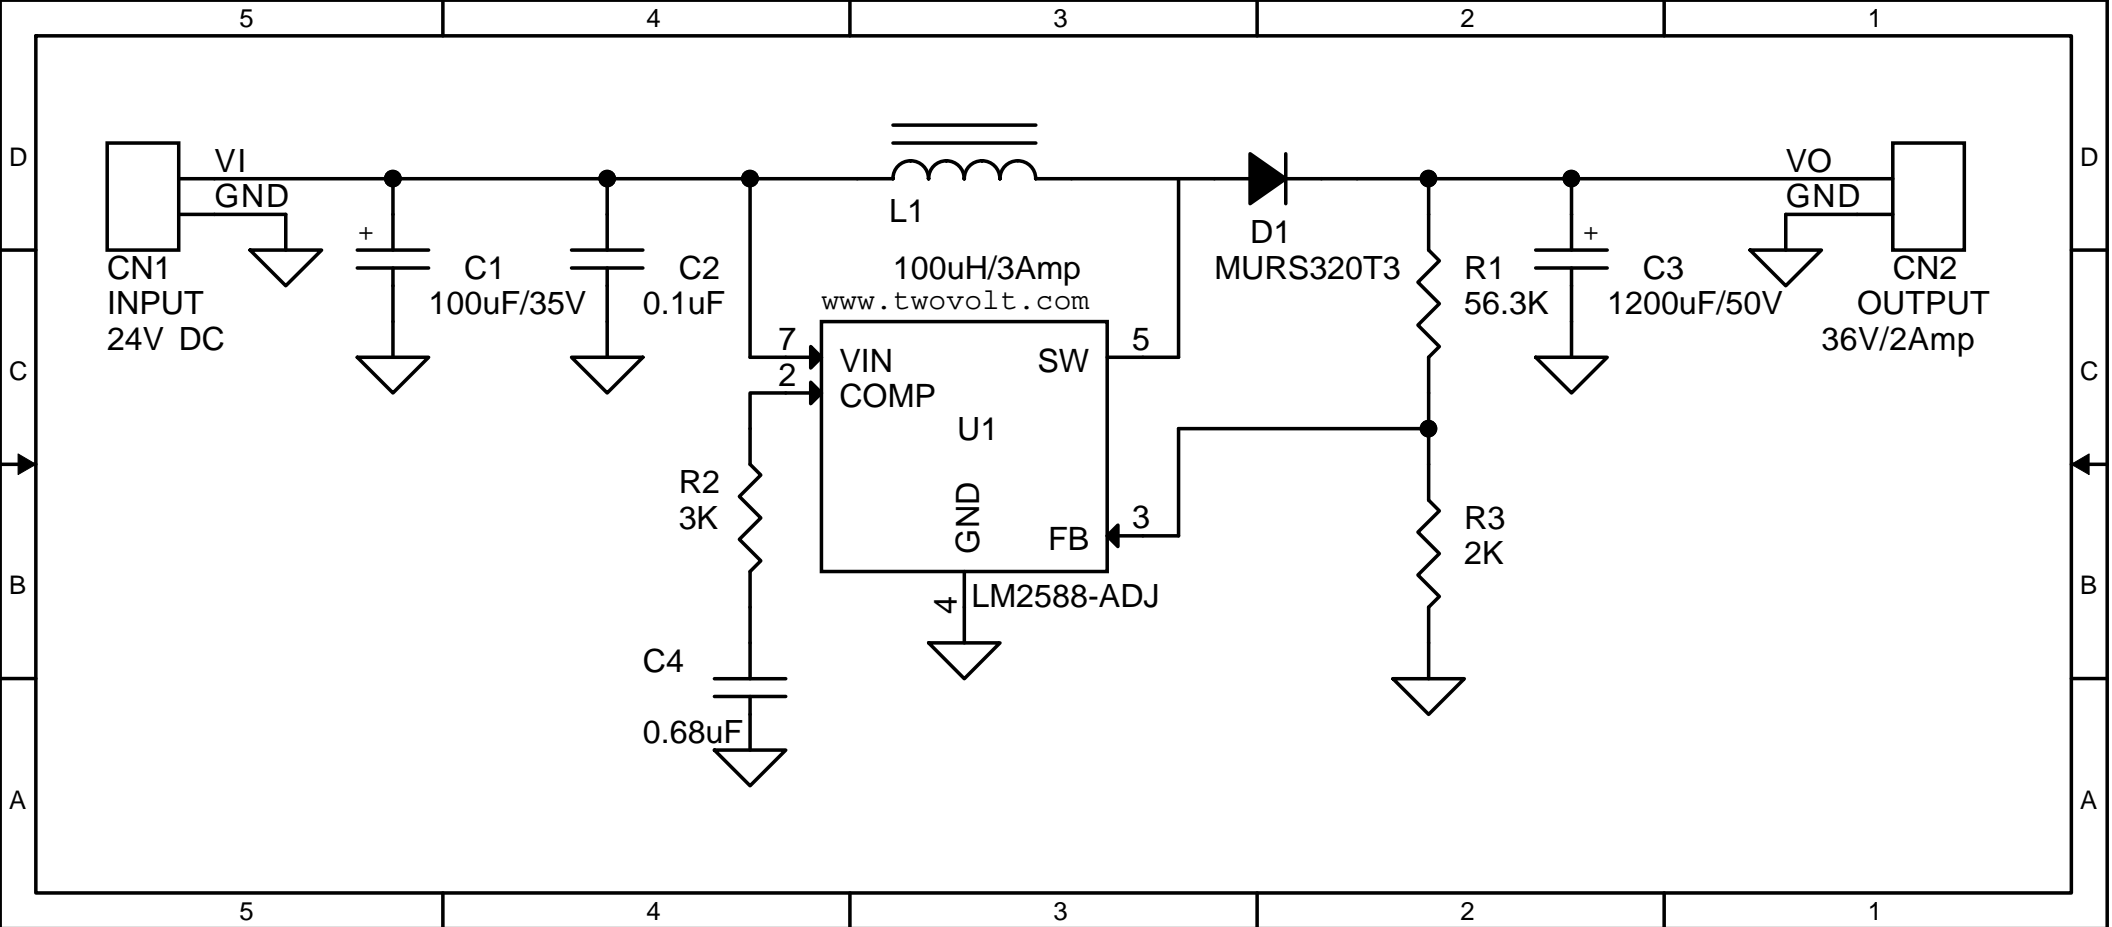 5 4 3 2 1
D D
VI
GND
L1
VO
GND
+
D1
+
CN1
INPUT
24V DC
C1
100uF/35V
C2
0.1uF
100uH/3Amp
www.twovolt.com
MURS320T3
R1
56.3K
C3
1200uF/50V
CN2
OUTPUT
36V/2Amp
C C
7
2
VIN
COMP
SW
5
U1
R2
3K
GND
FB
3
R3
2K
B B
4
LM2588-ADJ
C4
0.68uF
A A
5 4 3 2 1